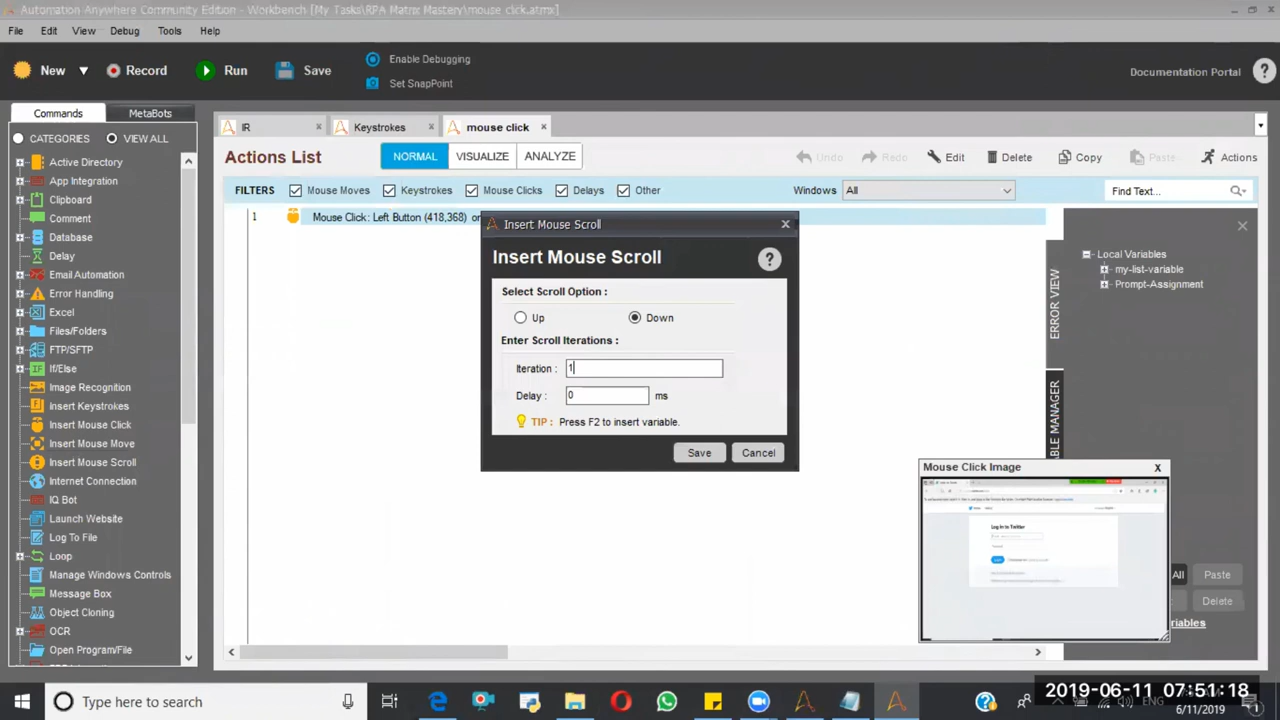 Automation Anywhere Community Edition - Workbench [My Tasks\RPA Matrix Mastery\mouse click.atmx]
File Edit View Debug Tools Help
New Record Run Save
Enable Debugging
Set SnapPoint
Documentation Portal
Commands MetaBots
CATEGORIES VIEW ALL
Active Directory
App Integration
Clipboard
Comment
Database
Delay
Email Automation
Error Handling
Excel
Files/Folders
FTP/SFTP
If/Else
Image Recognition
Insert Keystrokes
Insert Mouse Click
Insert Mouse Move
Insert Mouse Scroll
Internet Connection
IQ Bot
Launch Website
Log To File
Loop
Manage Windows Controls
Message Box
Object Cloning
OCR
Open Program/File
IR Keystrokes mouse click
Actions List NORMAL VISUALIZE ANALYZE
Undo Redo Edit Delete Copy Paste Actions
FILTERS Mouse Moves Keystrokes Mouse Clicks Delays Other Windows All Find Text...
1 Mouse Click: Left Button (418,368)
Insert Mouse Scroll
Insert Mouse Scroll
Select Scroll Option :
Up Down
Enter Scroll Iterations :
Iteration : 1
Delay : 0 ms
TIP : Press F2 to insert variable.
Save Cancel
ERROR VIEW
Local Variables
my-list-variable
Prompt-Assignment
Mouse Click Image X
Log in to Twitter
All Paste
Delete
Type here to search
2019-06-11 07:51:18
ENG
6/11/2019